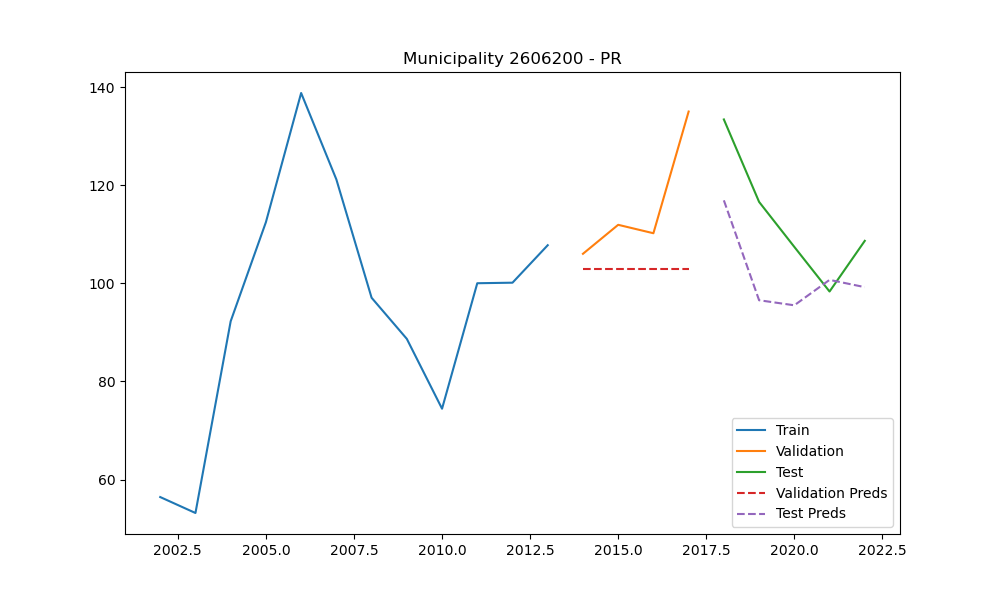 Municipality 2606200 - PR
140
120
100
80
60
2002.5 2005.0 2007.5 2010.0 2012.5 2015.0 2017.5 2020.0 2022.5
Train
Validation
Test
Validation Preds
Test Preds